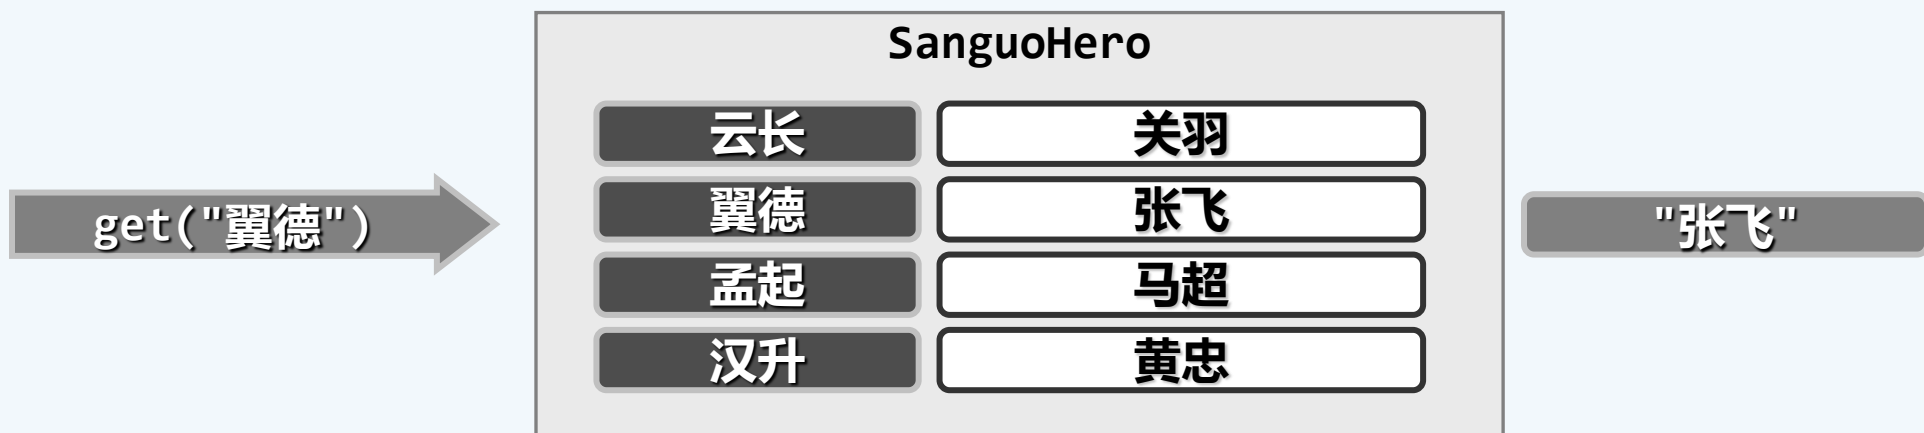 SanguoHero
云长 关羽
翼德 张飞
孟起 马超
汉升 黄忠
get("翼德")
"张飞"